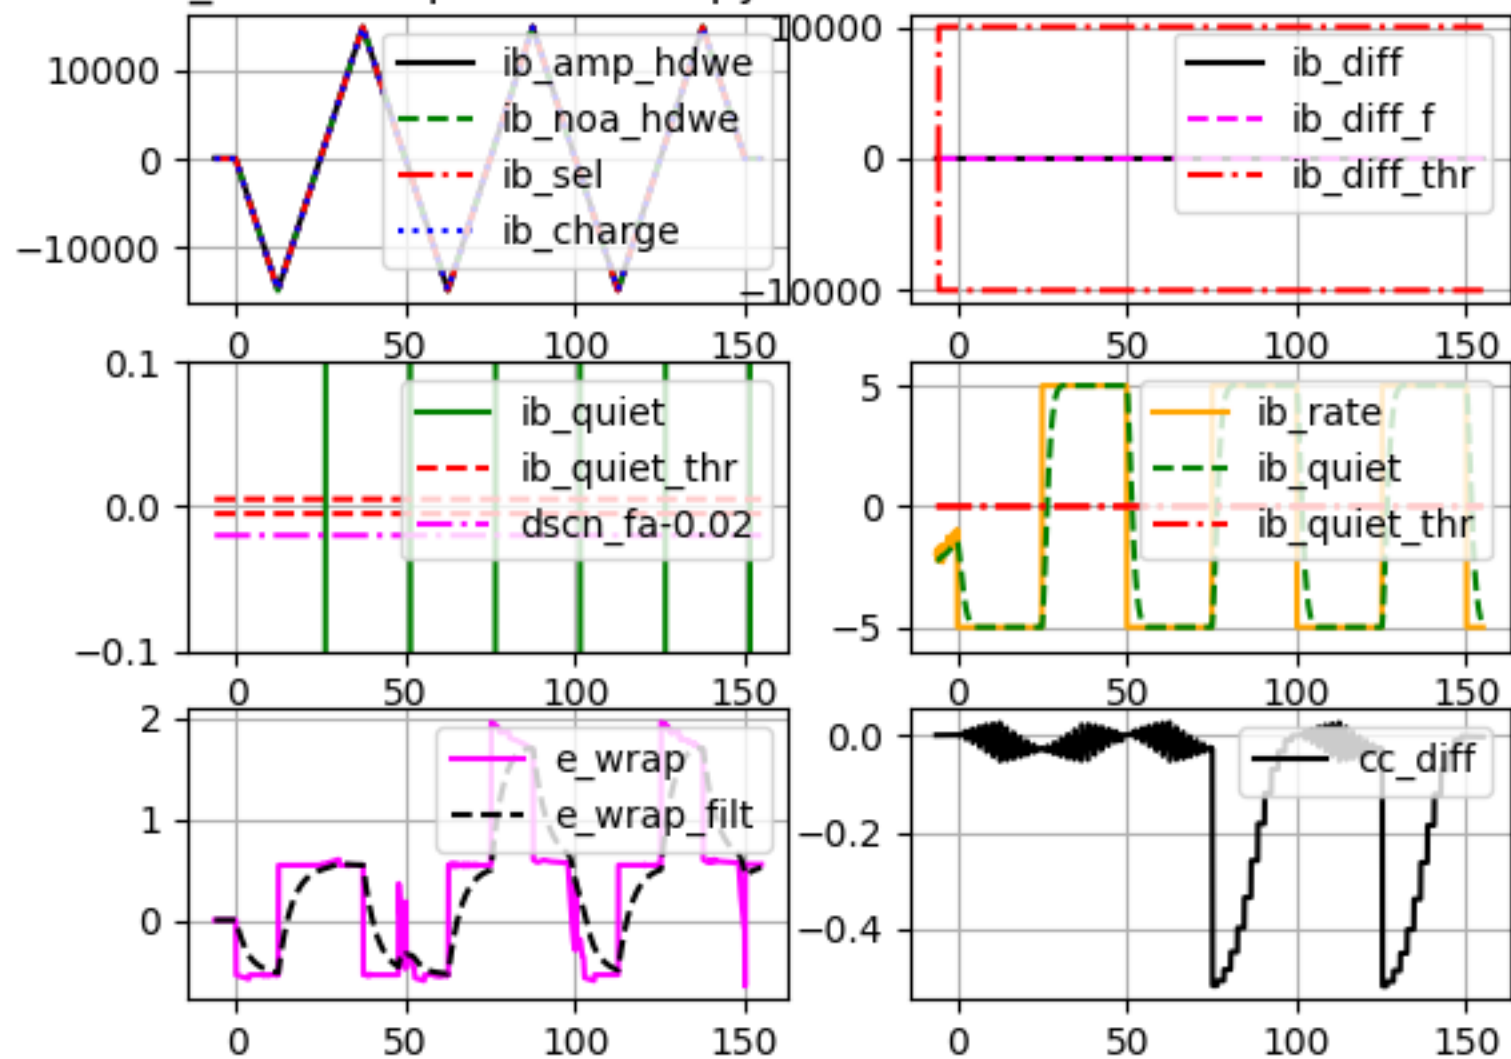 10000
0
−10000
0 50 100 150
ib_amp_hdwe
ib_noa_hdwe
ib_sel
ib_charge
10000
0
−10000
0 50 100 150
ib_diff
ib_diff_f
ib_diff_thr
0.1
0.0
−0.1
0 50 100 150
ib_quiet
ib_quiet_thr
dscn_fa-0.02
5
0
−5
0 50 100 150
ib_rate
ib_quiet
ib_quiet_thr
2
1
0
0 50 100 150
e_wrap
e_wrap_filt
0.0
−0.2
−0.4
0 50 100 150
cc_diff